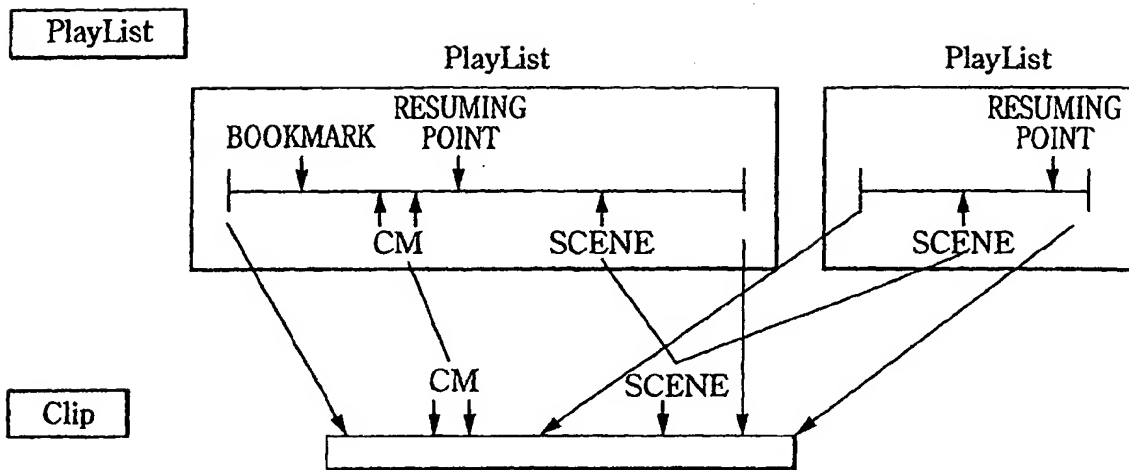 PlayList
PlayList
PlayList
BOOKMARK
RESUMING
POINT
RESUMING
POINT
CM
SCENE
SCENE
CM
SCENE
Clip